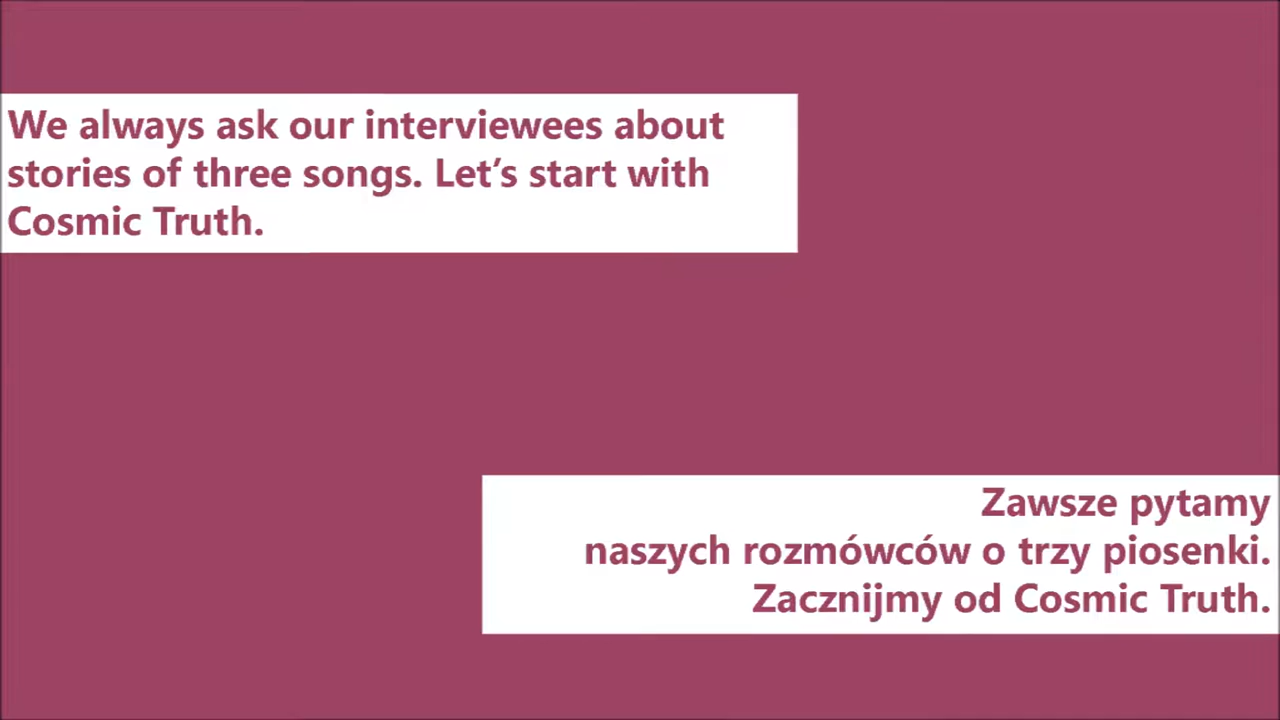 We always ask our interviewees about
stories of three songs. Let’s start with
Cosmic Truth.
Zawsze pytamy
naszych rozmówców o trzy piosenki.
Zacznijmy od Cosmic Truth.